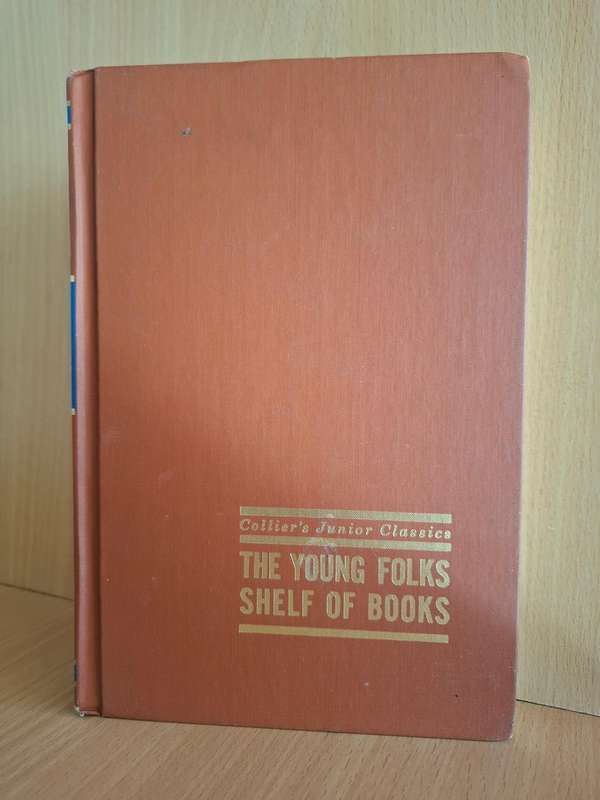 Collier's Junior Classics
THE YOUNG FOLKS
SHELF OF BOOKS